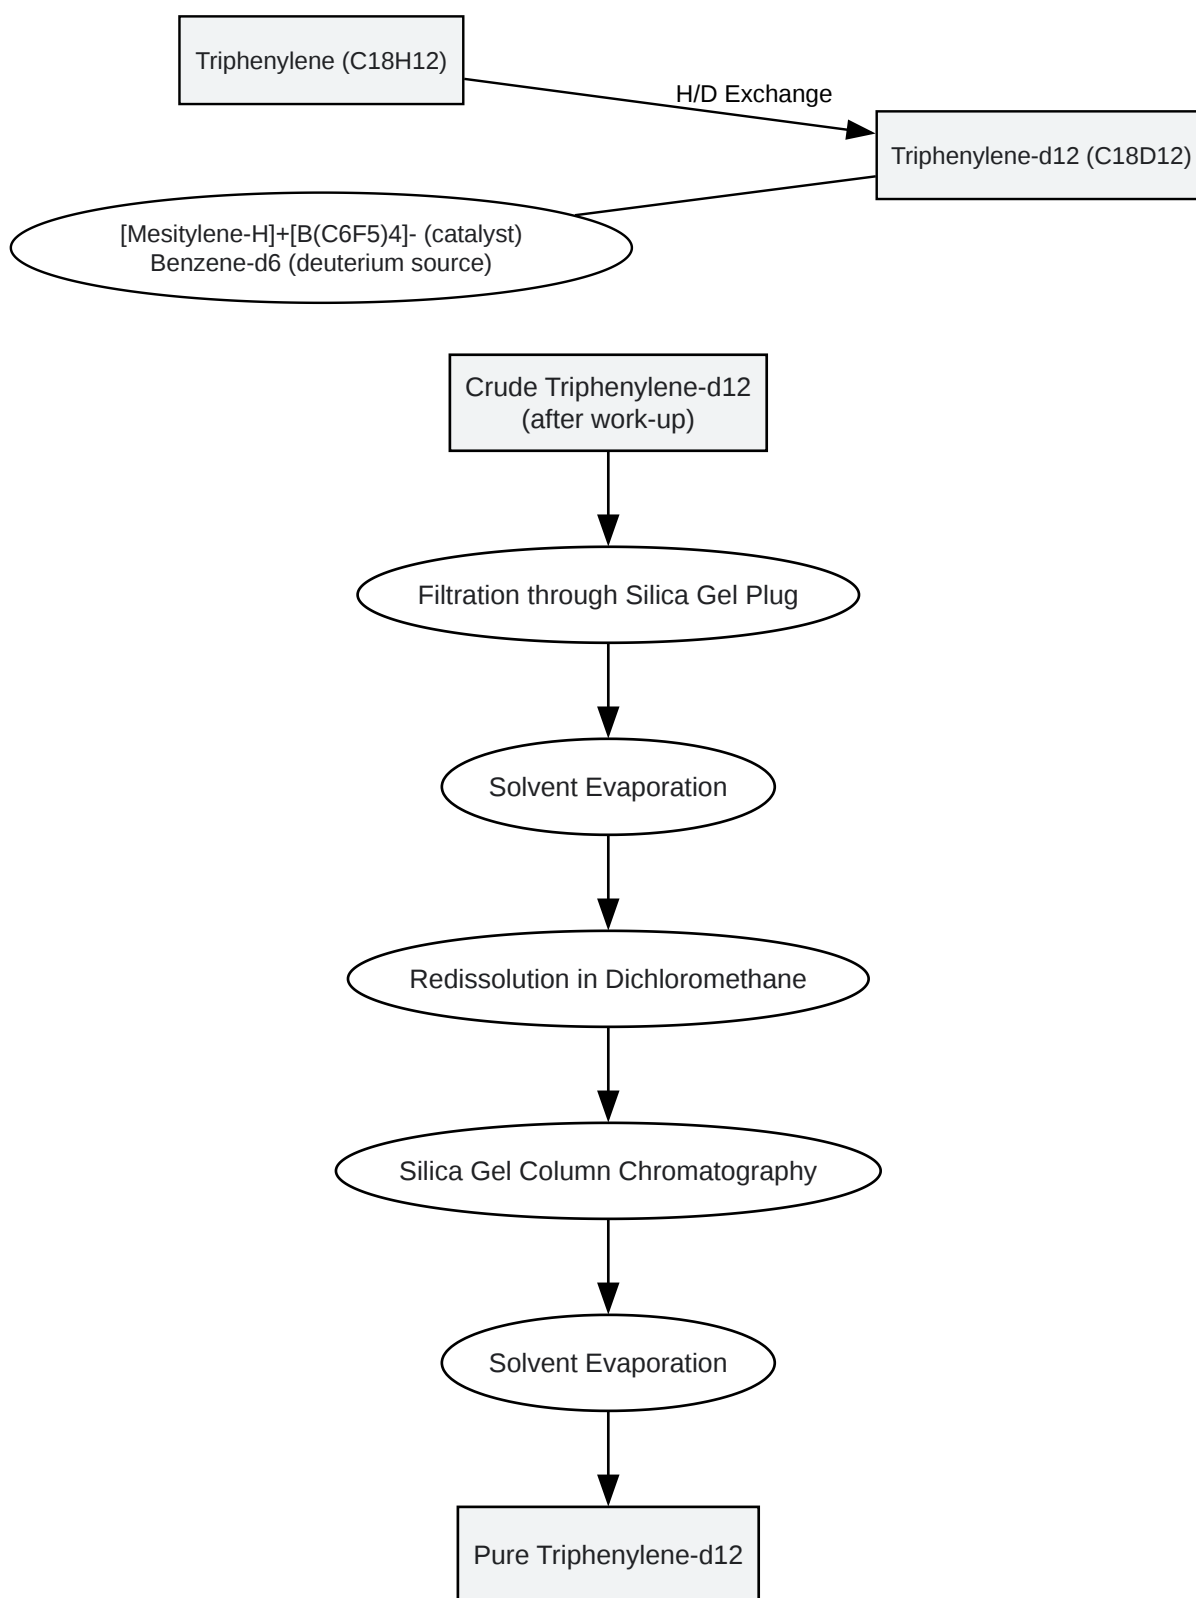 Triphenylene (C18H12)
H/D Exchange
Triphenylene-d12 (C18D12)
[Mesitylene-H]+[B(C6F5)4]- (catalyst)
Benzene-d6 (deuterium source)
Crude Triphenylene-d12
(after work-up)
Filtration through Silica Gel Plug
Solvent Evaporation
Redissolution in Dichloromethane
Silica Gel Column Chromatography
Solvent Evaporation
Pure Triphenylene-d12